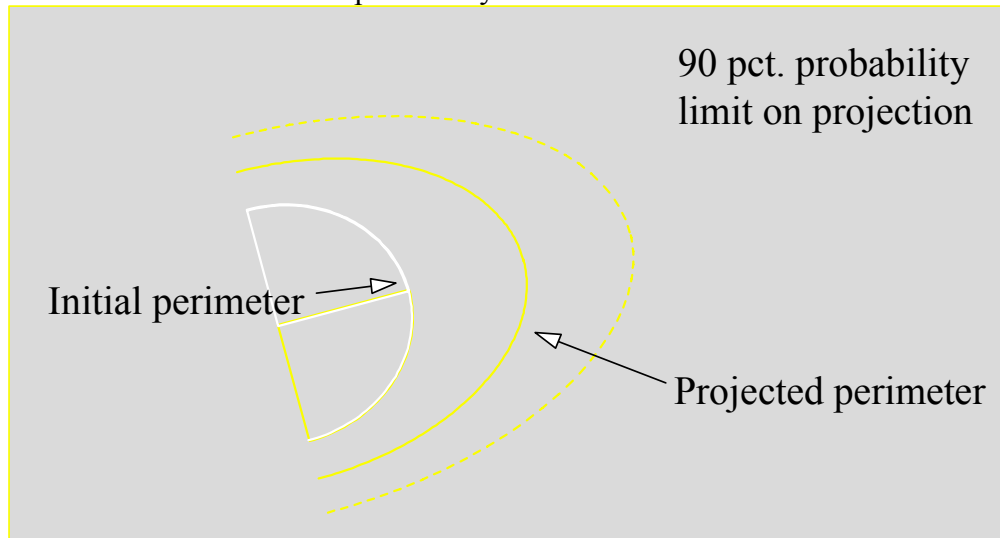 90 pct. probability
limit on projection
Initial perimeter
Projected perimeter